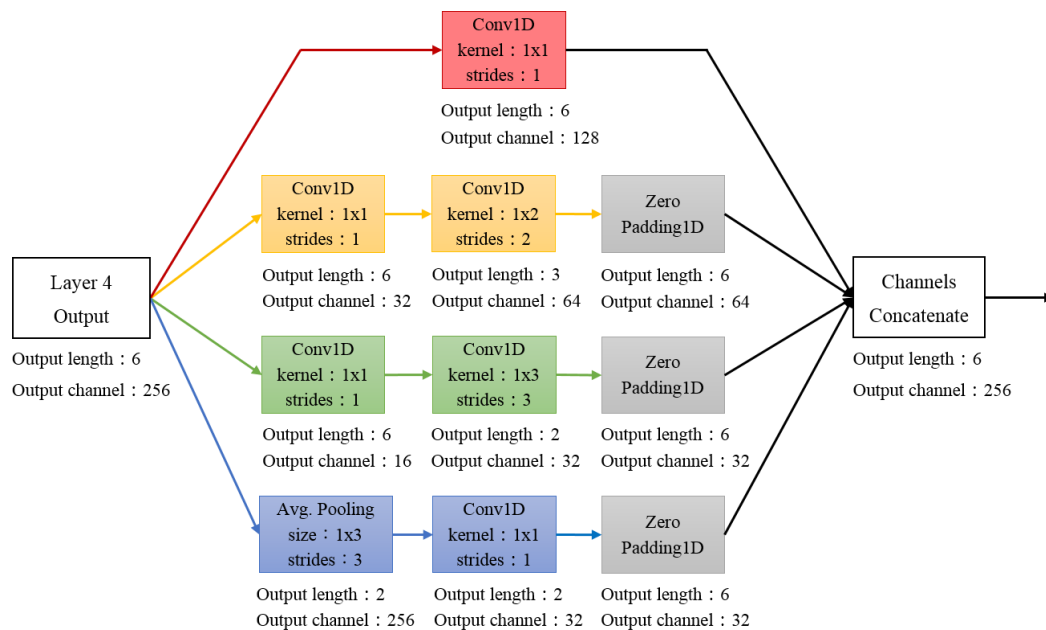 Conv1D
kernel：1x1
strides：1
Output length：6
Output channel：128
Conv1D
kernel：1x1
strides：1
Output length：6
Output channel：32
Conv1D
kernel：1x2
strides：2
Output length：3
Output channel：64
Zero
Padding1D
Output length：6
Output channel：64
Layer 4
Output
Output length：6
Output channel：256
Conv1D
kernel：1x1
strides：1
Output length：6
Output channel：16
Conv1D
kernel：1x3
strides：3
Output length：2
Output channel：32
Zero
Padding1D
Output length：6
Output channel：32
Avg. Pooling
size：1x3
strides：3
Output length：2
Output channel：256
Conv1D
kernel：1x1
strides：1
Output length：2
Output channel：32
Zero
Padding1D
Output length：6
Output channel：32
Channels
Concatenate
Output length：6
Output channel：256